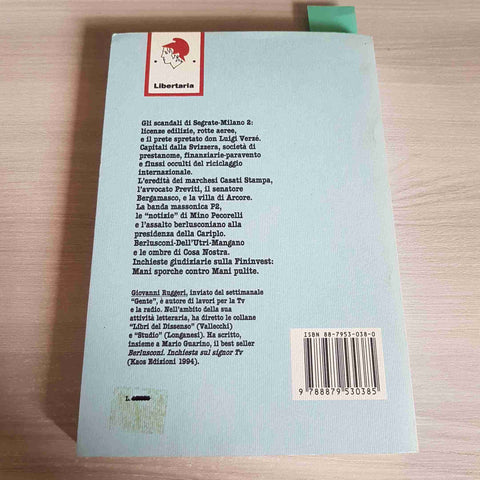 Libertaria
Gli scandali di Segrate-Milano 2:
licenze edilizie, rotte aeree,
e il prete spretato don Luigi Verzé.
Capitali dalla Svizzera, società di
prestanome, finanziarie-paravento
e flussi occulti del riciclaggio
internazionale.
L'eredità dei marchesi Casati Stampa,
l'avvocato Previti, il senatore
Bergamasco, e la villa di Arcore.
La banda massonica P2,
le "notizie" di Mino Pecorelli
e l'assalto berlusconiano alla
presidenza della Cariplo.
Berlusconi-Dell'Utri-Mangano
e le ombre di Cosa Nostra.
Inchieste giudiziarie sulla Fininvest:
Mani sporche contro Mani pulite.
Giovanni Ruggeri, inviato del settimanale
"Gente", è autore di lavori per la Tv
e la radio. Nell'ambito della sua
attività letteraria, ha diretto le collane
"Libri del Dissenso" (Vallecchi)
e "Studio" (Longanesi). Ha scritto,
insieme a Mario Guarino, il best seller
Berlusconi. Inchiesta sul signor Tv
(Kaos Edizioni 1994).
ISBN 88-7953-038-0
9 788879 530385
L.